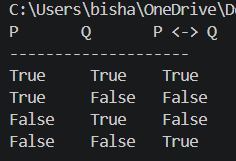 C:\Users\bisha\OneDrive\D
P Q P <-> Q
--------------------
True True True
True False False
False True False
False False True